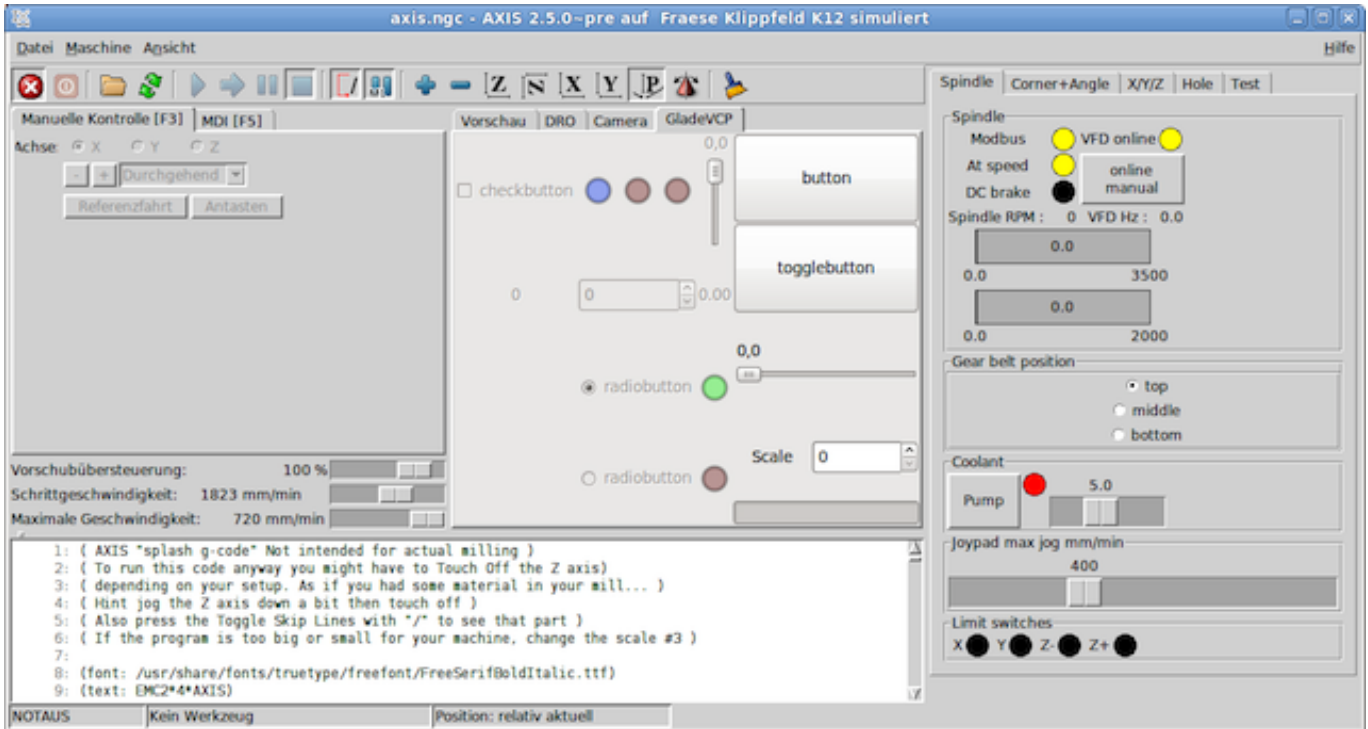 axis.ngc - AXIS 2.5.0~pre auf  Fraese Klippfeld K12 simuliert
Datei Maschine Ansicht
Hilfe
Z N X Y P
Manuelle Kontrolle [F3] MDI [F5]
Achse: X Y Z
- + Durchgehend
Referenzfahrt Antasten
Vorschubübersteuerung: 100 %
Schrittgeschwindigkeit: 1823 mm/min
Maximale Geschwindigkeit: 720 mm/min
Vorschau DRO Camera GladeVCP
0,0
checkbutton
button
togglebutton
0 0 0.00
0,0
radiobutton
Scale 0
radiobutton
Spindle Corner+Angle X/Y/Z Hole Test
Spindle
Modbus VFD online
At speed
online manual
DC brake
Spindle RPM : 0 VFD Hz : 0.0
0.0
0.0 3500
0.0
0.0 2000
Gear belt position
top
middle
bottom
Coolant
Pump 5.0
Joypad max jog mm/min
400
Limit switches
X Y Z- Z+
1: ( AXIS "splash g-code" Not intended for actual milling )
2: ( To run this code anyway you might have to Touch Off the Z axis)
3: ( depending on your setup. As if you had some material in your mill... )
4: ( Hint jog the Z axis down a bit then touch off )
5: ( Also press the Toggle Skip Lines with "/" to see that part )
6: ( If the program is too big or small for your machine, change the scale #3 )
7:
8: (font: /usr/share/fonts/truetype/freefont/FreeSerifBoldItalic.ttf)
9: (text: EMC2*4*AXIS)
NOTAUS Kein Werkzeug Position: relativ aktuell